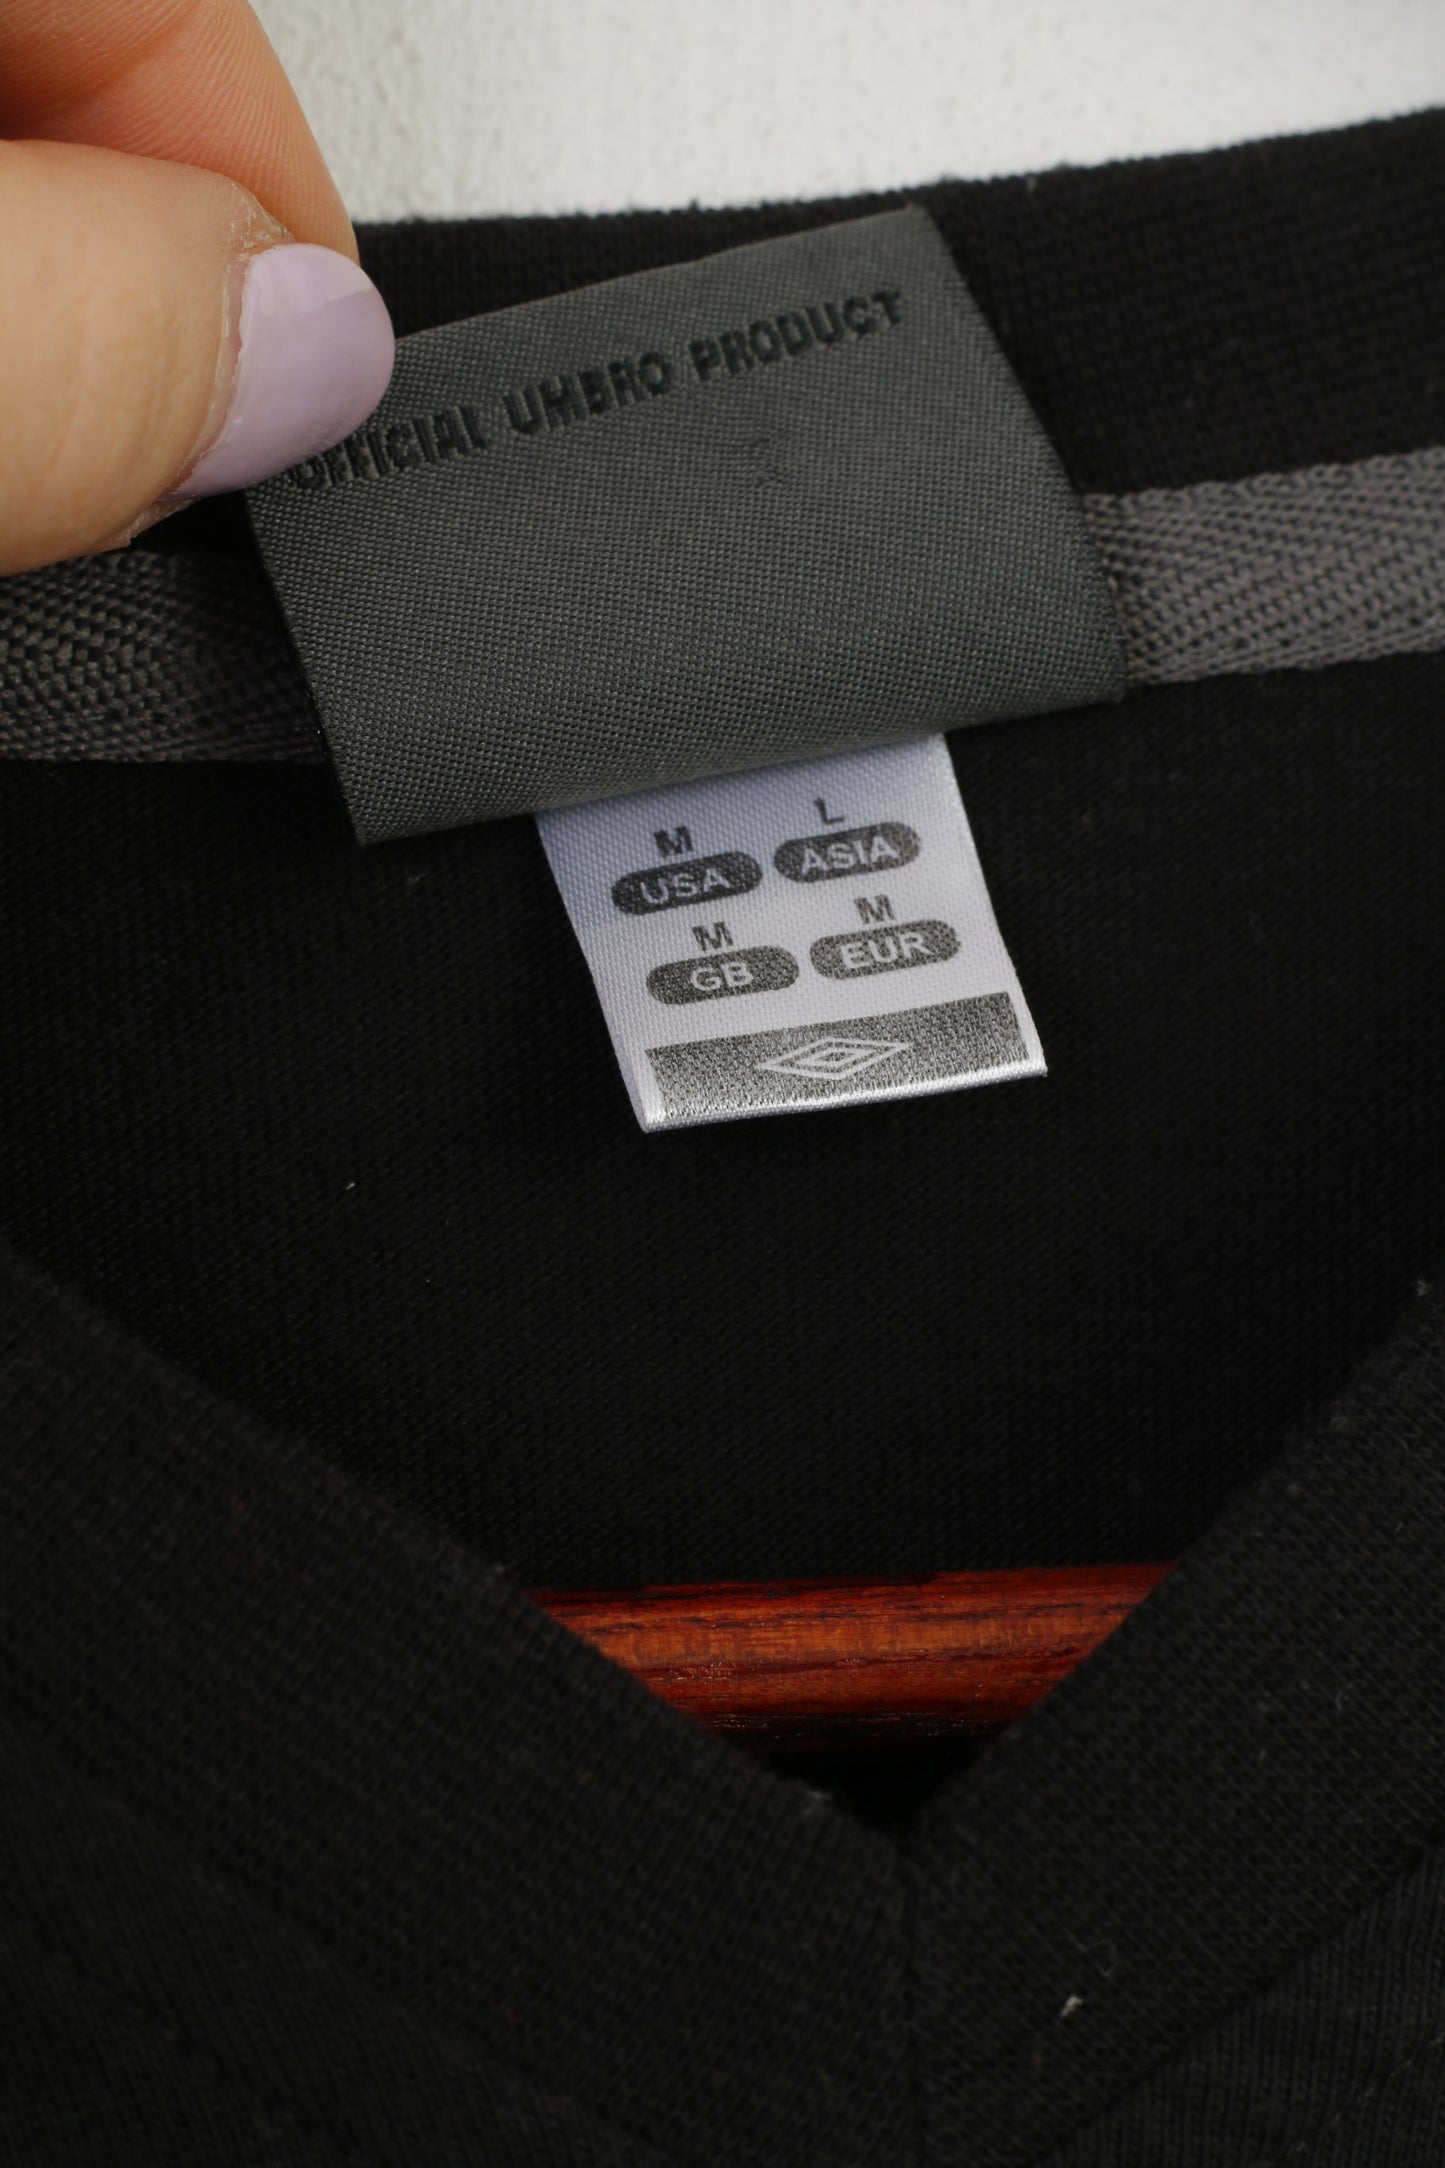 OFFICIAL UMBRO PRODUCT
M L
USA ASIA
M M
GB EUR